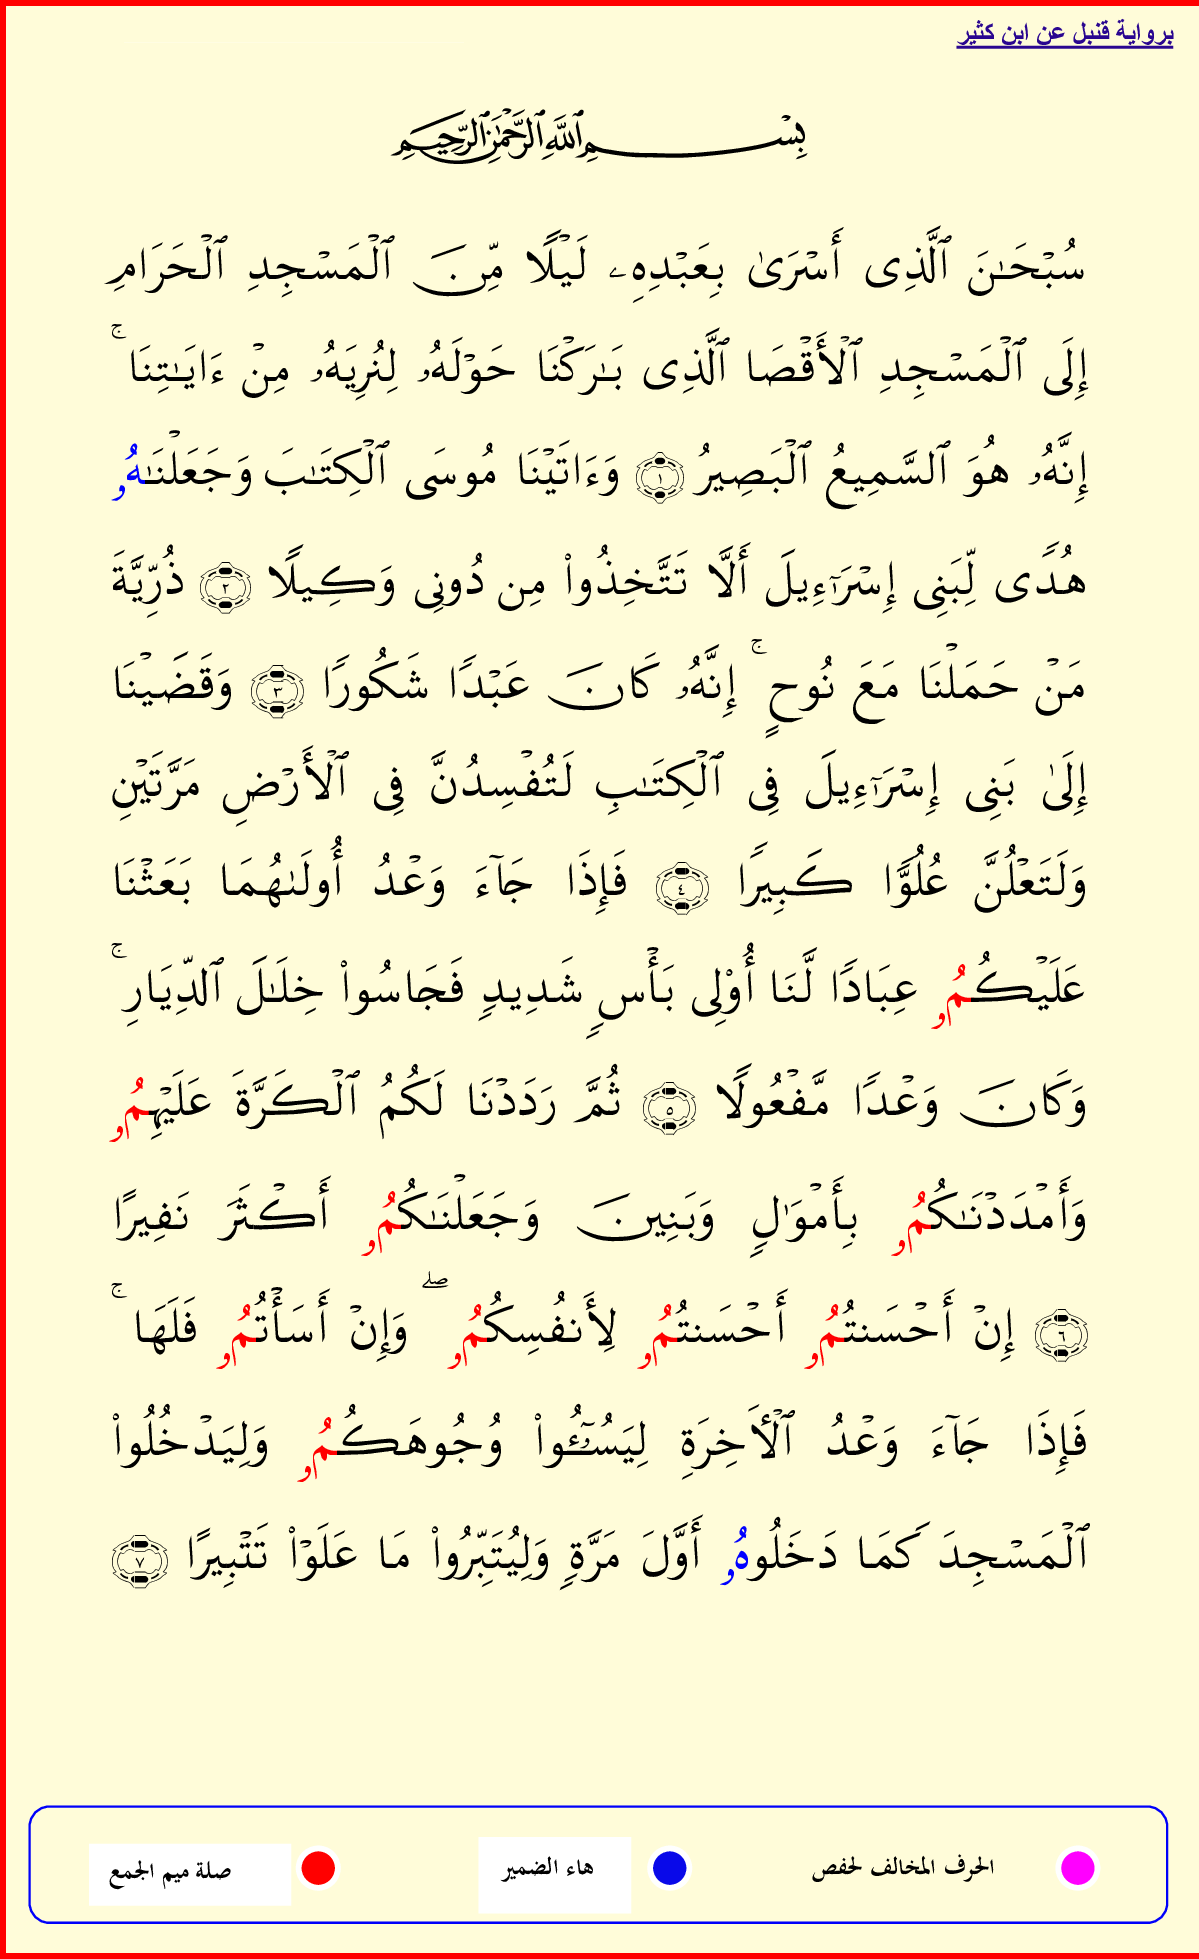 برواية قنبل عن ابن كثير
بِسْمِ ٱللَّهِ ٱلرَّحْمَٰنِ ٱلرَّحِيمِ
سُبْحَـٰنَ ٱلَّذِى أَسْرَىٰ بِعَبْدِهِۦ لَيْلًا مِّنَ ٱلْمَسْجِدِ ٱلْحَرَامِ
إِلَى ٱلْمَسْجِدِ ٱلْأَقْصَا ٱلَّذِى بَـٰرَكْنَا حَوْلَهُۥ لِنُرِيَهُۥ مِنْ ءَايَـٰتِنَا ۚ
إِنَّهُۥ هُوَ ٱلسَّمِيعُ ٱلْبَصِيرُ ١ وَءَاتَيْنَا مُوسَى ٱلْكِتَـٰبَ وَجَعَلْنَـٰهُۥ
هُدًى لِّبَنِى إِسْرَٰٓءِيلَ أَلَّا تَتَّخِذُوا۟ مِن دُونِى وَكِيلًا ٢ ذُرِّيَّةَ
مَنْ حَمَلْنَا مَعَ نُوحٍ ۚ إِنَّهُۥ كَانَ عَبْدًا شَكُورًا ٣ وَقَضَيْنَا
إِلَىٰ بَنِى إِسْرَٰٓءِيلَ فِى ٱلْكِتَـٰبِ لَتُفْسِدُنَّ فِى ٱلْأَرْضِ مَرَّتَيْنِ
وَلَتَعْلُنَّ عُلُوًّا كَبِيرًا ٤ فَإِذَا جَآءَ وَعْدُ أُولَىٰهُمَا بَعَثْنَا
عَلَيْكُمُۥ عِبَادًا لَّنَا أُو۟لِى بَأْسٍ شَدِيدٍ فَجَاسُوا۟ خِلَـٰلَ ٱلدِّيَارِ ۚ
وَكَانَ وَعْدًا مَّفْعُولًا ٥ ثُمَّ رَدَدْنَا لَكُمُ ٱلْكَرَّةَ عَلَيْهِمُۥ
وَأَمْدَدْنَـٰكُمُۥ بِأَمْوَٰلٍ وَبَنِينَ وَجَعَلْنَـٰكُمُۥ أَكْثَرَ نَفِيرًا
٦ إِنْ أَحْسَنتُمُۥ أَحْسَنتُمُۥ لِأَنفُسِكُمُۥ ۖ وَإِنْ أَسَأْتُمُۥ فَلَهَا ۚ
فَإِذَا جَآءَ وَعْدُ ٱلْـَٔاخِرَةِ لِيَسُـۥٓـُٔوا۟ وُجُوهَكُمُۥ وَلِيَدْخُلُوا۟
ٱلْمَسْجِدَ كَمَا دَخَلُوهُۥ أَوَّلَ مَرَّةٍ وَلِيُتَبِّرُوا۟ مَا عَلَوْا۟ تَتْبِيرًا ٧
الحرف المخالف لحفص هاء الضمير صلة ميم الجمع